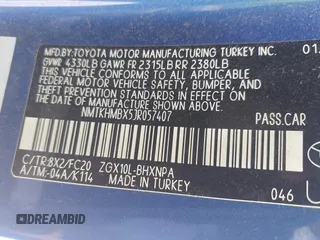 MFD.BY:TOYOTA MOTOR MANUFACTURING TURKEY INC. 01.
GVWR 4330LB GAWR FR 2315LB RR 2380LB
THIS VEHICLE CONFORMS TO ALL APPLICABLE FEDERAL
MOTOR VEHICLE SAFETY, BUMPER, AND THEFT
PREVENTION STANDARDS IN EFFECT ON THE DATE OF
MANUFACTURE SHOWN ABOVE.
NMTKHMBX5JR057407 PASS.CAR
C/TR:8X2/FC20 ZGX10L-BHXNPA
A/TM:-04A/K114 MADE IN TURKEY 046
AUTOBIDCAR